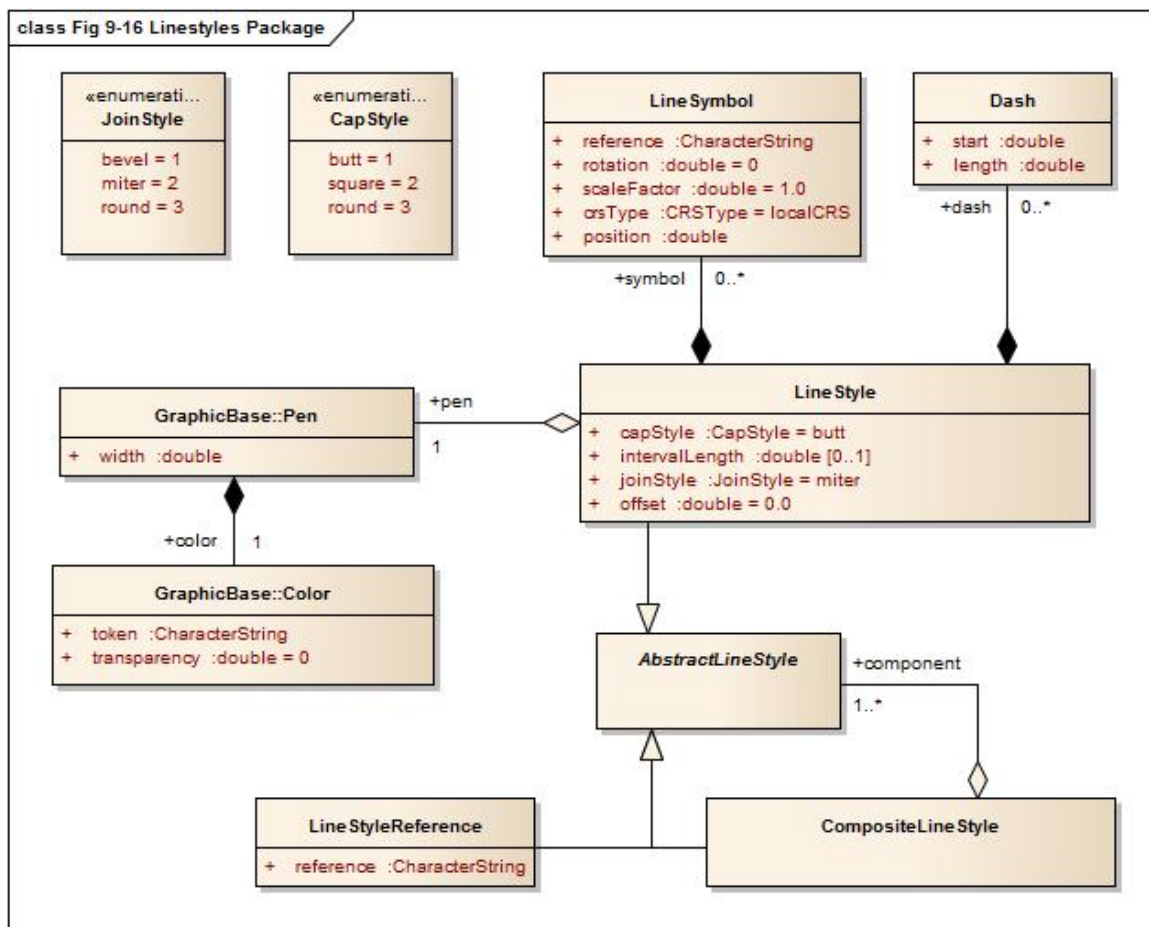 class Fig 9-16 Linestyles Package
«enumerati...
JoinStyle
bevel = 1
miter = 2
round = 3
«enumerati...
CapStyle
butt = 1
square = 2
round = 3
LineSymbol
+ reference :CharacterString
+ rotation :double = 0
+ scaleFactor :double = 1.0
+ crsType :CRSType = localCRS
+ position :double
Dash
+ start :double
+ length :double
+symbol 0..*
+dash 0..*
GraphicBase::Pen
+ width :double
+pen
1
LineStyle
+ capStyle :CapStyle = butt
+ intervalLength :double [0..1]
+ joinStyle :JoinStyle = miter
+ offset :double = 0.0
+color 1
GraphicBase::Color
+ token :CharacterString
+ transparency :double = 0
AbstractLineStyle
+component
1..*
LineStyleReference
+ reference :CharacterString
CompositeLineStyle